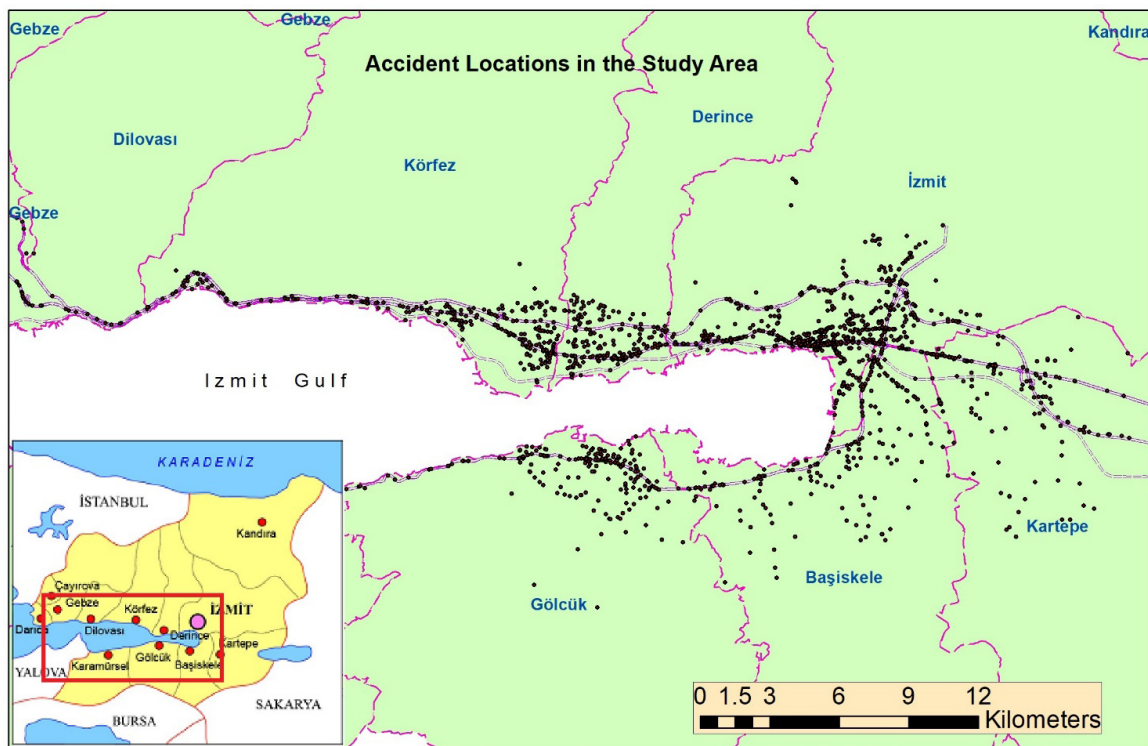 Gebze
Gebze
Kandıra
Accident Locations in the Study Area
Derince
Dilovası
Körfez
İzmit
Gebze
Izmit Gulf
KARADENİZ
İSTANBUL
Kandıra
Çayırova
Gebze
Körfez
İZMİT
Darıca
Dilovası
Derince
Kartepe
Karamürsel
Gölcük
Başiskele
YALOVA
SAKARYA
BURSA
Kartepe
Başiskele
Gölcük
0 1.5 3 6 9 12
Kilometers